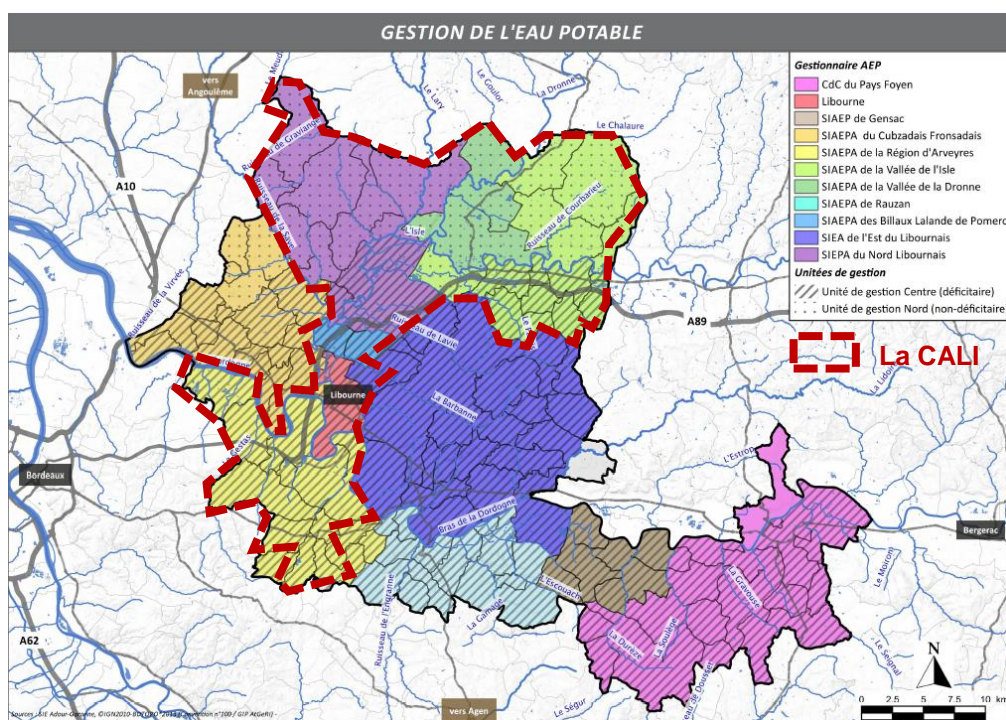 GESTION DE L'EAU POTABLE
vers
Angoulême
Le Lary
Le Goulor
La Dronne
Le Chalaure
A10
Ruisseau de Courbarieu
L'Isle
Ruisseau de la Virvée
Ruisseau de Lavie
A89
Libourne
La Barbanne
Bordeaux
L'Estrop
Bras de la Dordogne
Bergerac
Le Moiron
L'Escouach
La Gravouse
La Soulège
La Durèze
La Gamage
Ruisseau de l'Engranne
Le Seignal
A62
Le Ségur
vers Agen
Gestionnaire AEP
CdC du Pays Foyen
Libourne
SIAEP de Gensac
SIAEPA du Cubzadais Fronsadais
SIAEPA de la Région d'Arveyres
SIAEPA de la Vallée de l'Isle
SIAEPA de la Vallée de la Dronne
SIAEPA de Rauzan
SIAEPA des Billaux Lalande de Pomero
SIEA de l'Est du Libournais
SIEPA du Nord Libournais
Unitées de gestion
Unité de gestion Centre (déficitaire)
Unité de gestion Nord (non-déficitaire
La CALI
N
0 2.5 5 10 km